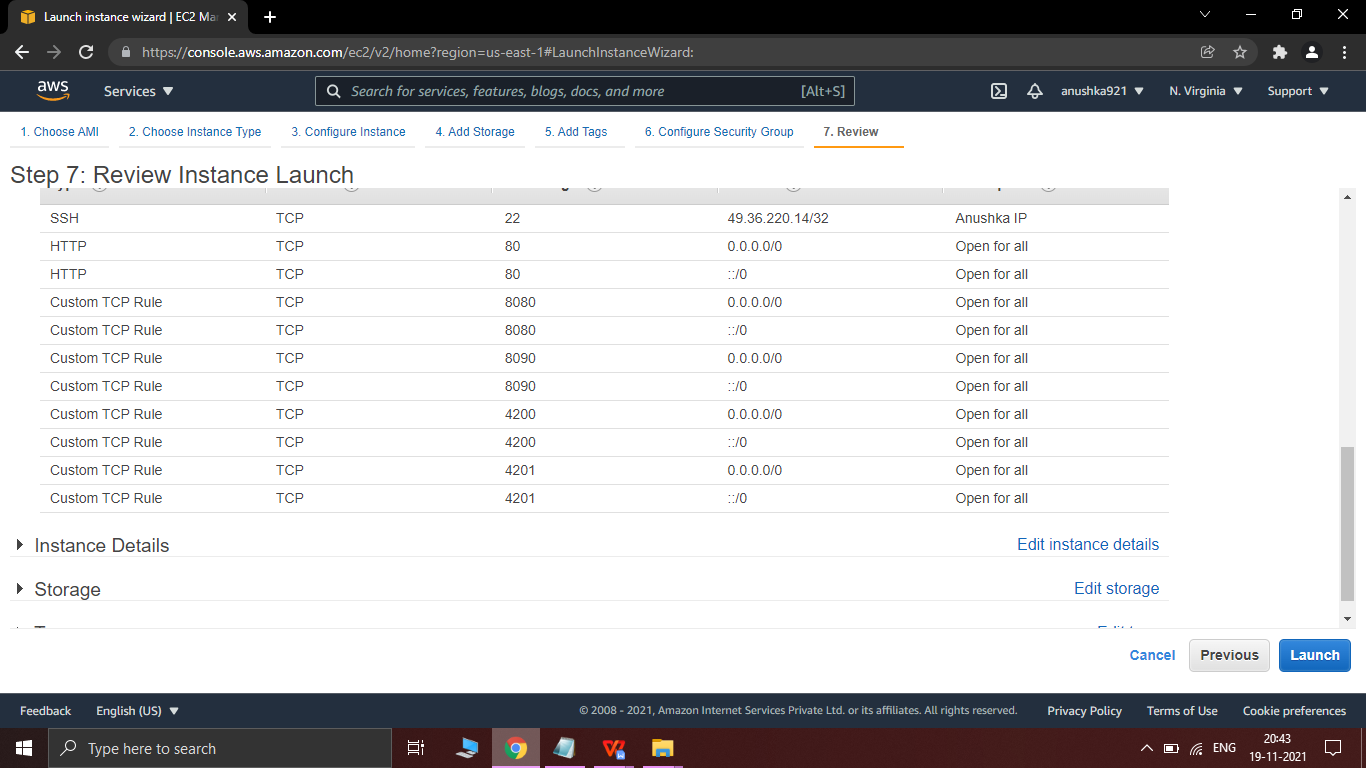 Launch instance wizard | EC2 Ma
https://console.aws.amazon.com/ec2/v2/home?region=us-east-1#LaunchInstanceWizard:
aws Services Search for services, features, blogs, docs, and more [Alt+S] anushka921 N. Virginia Support
1. Choose AMI 2. Choose Instance Type 3. Configure Instance 4. Add Storage 5. Add Tags 6. Configure Security Group 7. Review
Step 7: Review Instance Launch
SSH TCP 22 49.36.220.14/32 Anushka IP
HTTP TCP 80 0.0.0.0/0 Open for all
HTTP TCP 80 ::/0 Open for all
Custom TCP Rule TCP 8080 0.0.0.0/0 Open for all
Custom TCP Rule TCP 8080 ::/0 Open for all
Custom TCP Rule TCP 8090 0.0.0.0/0 Open for all
Custom TCP Rule TCP 8090 ::/0 Open for all
Custom TCP Rule TCP 4200 0.0.0.0/0 Open for all
Custom TCP Rule TCP 4200 ::/0 Open for all
Custom TCP Rule TCP 4201 0.0.0.0/0 Open for all
Custom TCP Rule TCP 4201 ::/0 Open for all
Instance Details Edit instance details
Storage Edit storage
Cancel Previous Launch
Feedback English (US) © 2008 - 2021, Amazon Internet Services Private Ltd. or its affiliates. All rights reserved. Privacy Policy Terms of Use Cookie preferences
Type here to search ENG 20:43
19-11-2021